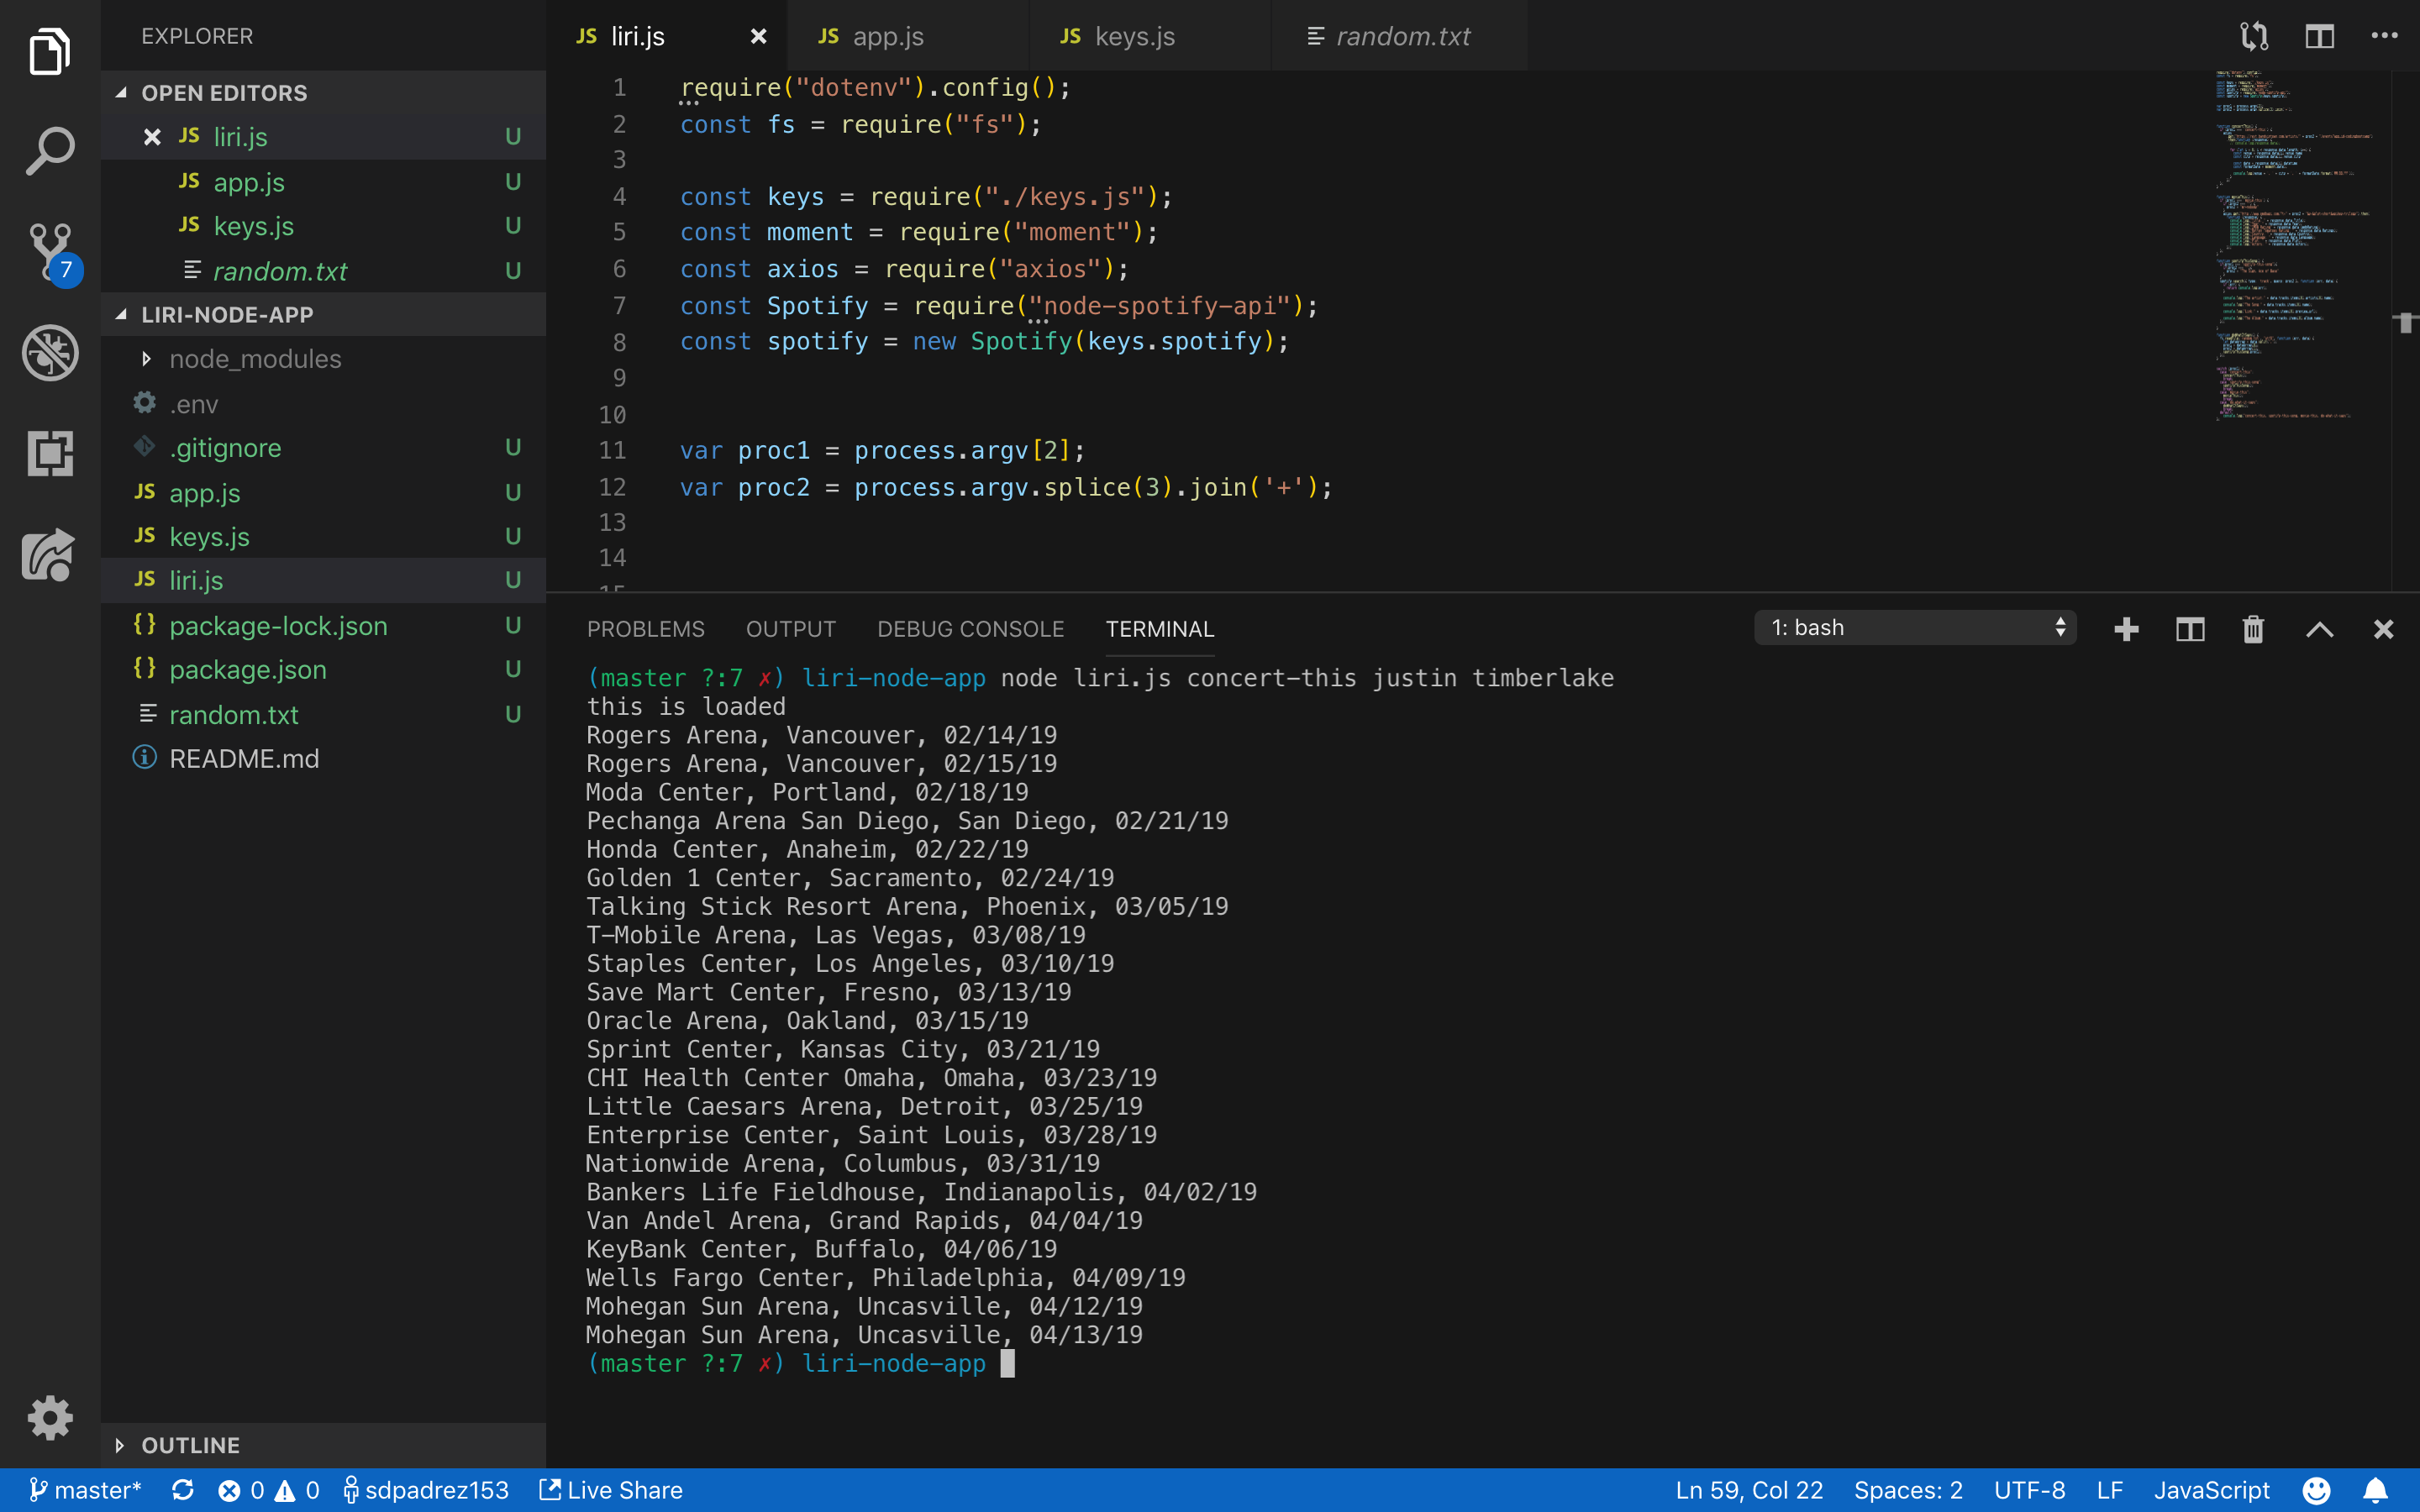 EXPLORER
OPEN EDITORS
JS liri.js U
JS app.js U
JS keys.js U
random.txt U
LIRI-NODE-APP
node_modules
.env
.gitignore U
JS app.js U
JS keys.js U
JS liri.js U
{} package-lock.json U
{} package.json U
random.txt U
README.md
OUTLINE
7
JS liri.js
JS app.js
JS keys.js
random.txt
1 require("dotenv").config();
2 const fs = require("fs");
3
4 const keys = require("./keys.js");
5 const moment = require("moment");
6 const axios = require("axios");
7 const Spotify = require("node-spotify-api");
8 const spotify = new Spotify(keys.spotify);
9
10
11 var proc1 = process.argv[2];
12 var proc2 = process.argv.splice(3).join('+');
13
14
15
PROBLEMS OUTPUT DEBUG CONSOLE TERMINAL 1: bash
(master ?:7 ✗) liri-node-app node liri.js concert-this justin timberlake
this is loaded
Rogers Arena, Vancouver, 02/14/19
Rogers Arena, Vancouver, 02/15/19
Moda Center, Portland, 02/18/19
Pechanga Arena San Diego, San Diego, 02/21/19
Honda Center, Anaheim, 02/22/19
Golden 1 Center, Sacramento, 02/24/19
Talking Stick Resort Arena, Phoenix, 03/05/19
T-Mobile Arena, Las Vegas, 03/08/19
Staples Center, Los Angeles, 03/10/19
Save Mart Center, Fresno, 03/13/19
Oracle Arena, Oakland, 03/15/19
Sprint Center, Kansas City, 03/21/19
CHI Health Center Omaha, Omaha, 03/23/19
Little Caesars Arena, Detroit, 03/25/19
Enterprise Center, Saint Louis, 03/28/19
Nationwide Arena, Columbus, 03/31/19
Bankers Life Fieldhouse, Indianapolis, 04/02/19
Van Andel Arena, Grand Rapids, 04/04/19
KeyBank Center, Buffalo, 04/06/19
Wells Fargo Center, Philadelphia, 04/09/19
Mohegan Sun Arena, Uncasville, 04/12/19
Mohegan Sun Arena, Uncasville, 04/13/19
(master ?:7 ✗) liri-node-app
master* 0 0 sdpadrez153 Live Share Ln 59, Col 22 Spaces: 2 UTF-8 LF JavaScript